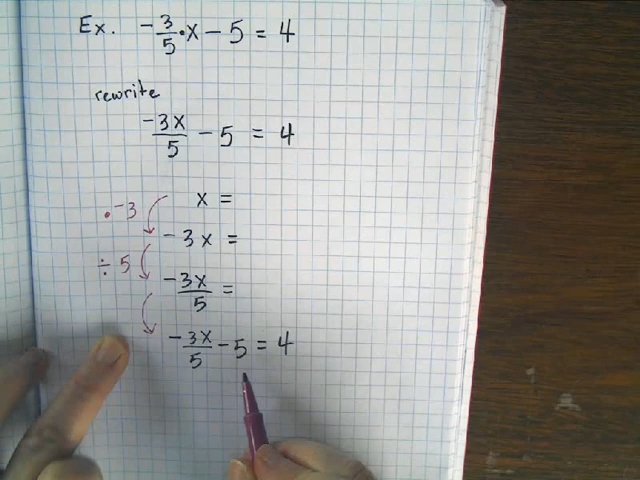 Ex. -3/5 • x - 5 = 4
rewrite
-3x/5 - 5 = 4
x =
• -3
-3x =
÷ 5
-3x/5 =
-3x/5 - 5 = 4